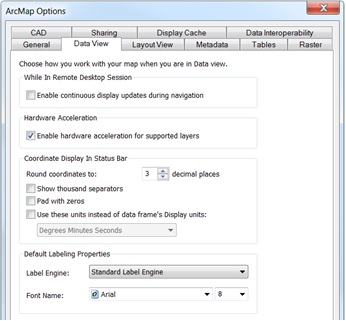 ArcMap Options
CAD Sharing Display Cache Data Interoperability
General Data View Layout View Metadata Tables Raster
Choose how you work with your map when you are in Data view.
While In Remote Desktop Session
Enable continuous display updates during navigation
Hardware Acceleration
Enable hardware acceleration for supported layers
Coordinate Display In Status Bar
Round coordinates to: 3 decimal places
Show thousand separators
Pad with zeros
Use these units instead of data frame's Display units:
Degrees Minutes Seconds
Default Labeling Properties
Label Engine: Standard Label Engine
Font Name: Arial 8